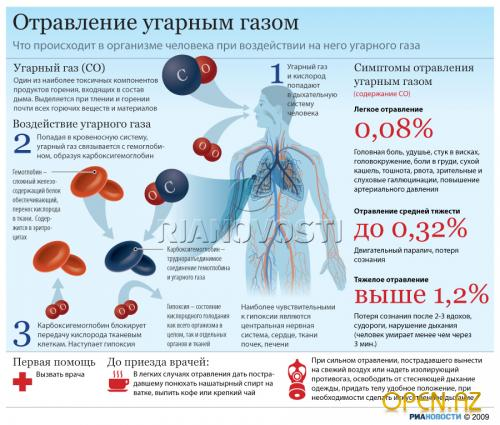 Отравление угарным газом
Что происходит в организме человека при воздействии на него угарного газа
Угарный газ (CO)
Один из наиболее токсичных компонентов
продуктов горения, входящих в состав
дыма. Выделяется при тлении и горении
почти всех горючих веществ и материалов
C
O
1
Угарный газ
и кислород
попадают
в дыхательную
систему
человека
O
O
Воздействие угарного газа
2
Попадая в кровеносную систему,
угарный газ связывается с гемоглоби-
ном, образуя карбоксигемоглобин
Гемоглобин –
сложный железо-
содержащий белок
обеспечивающий,
перенос кислорода
в ткани. Содер-
жится в эритро-
цитах
C
O
O
O
Карбоксигемоглобин –
трудноразъединимое
соединение гемоглобина
и угарного газа
RIANOVOSTI
O
O
O
O
3
Карбоксигемоглобин блокирует
передачу кислорода тканевым
клеткам. Наступает гипоксия
Гипоксия – состояние
кислородного голодания
как всего организма в
целом, так и отдельных
органов и тканей
Наиболее чувствительными
к гипоксии являются
центральная нервная
система, сердце, ткани
почек, печени
Симптомы отравления
угарным газом
(содержание CO)
Легкое отравление
0,08%
Головная боль, удушье, стук в висках,
головокружение, боли в груди, сухой
кашель, тошнота, рвота, зрительные и
слуховые галлюцинации, повышение
артериального давления
Отравление средней тяжести
до 0,32%
Двигательный паралич, потеря
сознания
Тяжелое отравление
выше 1,2%
Потеря сознания после 2-3 вдохов,
судороги, нарушение дыхания
(человек умирает менее чем через
3 мин.)
Первая помощь
Вызвать врача
До приезда врачей:
В легких случаях отравления дать постра-
давшему понюхать нашатырный спирт на
ватке, выпить кофе или крепкий чай
При сильном отравлении, пострадавшего вынести
на свежий воздух или надеть изолирующий
противогаз, освободить от стесняющей дыхание
одежды, придать телу удобное положение, при
необходимости сделать искусственное дыхание
OPEN.AZ
РИАНОВОСТИ © 2009